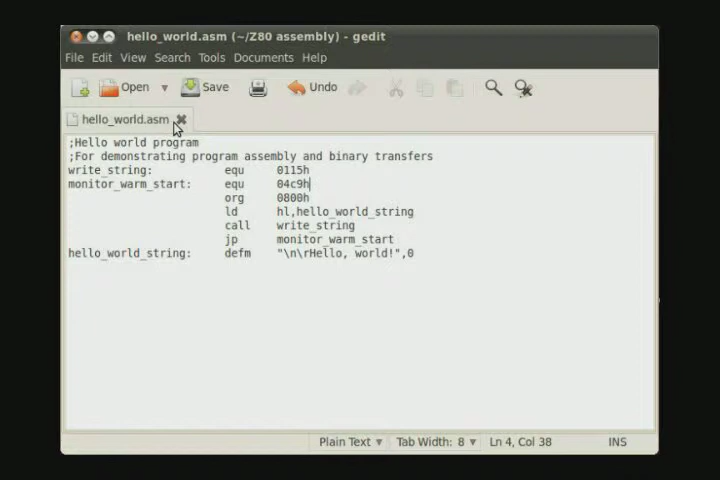 hello_world.asm (~/Z80 assembly) - gedit
File Edit View Search Tools Documents Help
Open Save Undo
hello_world.asm
;Hello world program
;For demonstrating program assembly and binary transfers
write_string: equ 0115h
monitor_warm_start: equ 04c9h
org 0800h
ld hl,hello_world_string
call write_string
jp monitor_warm_start
hello_world_string: defm "\n\rHello, world!",0
Plain Text Tab Width: 8 Ln 4, Col 38 INS